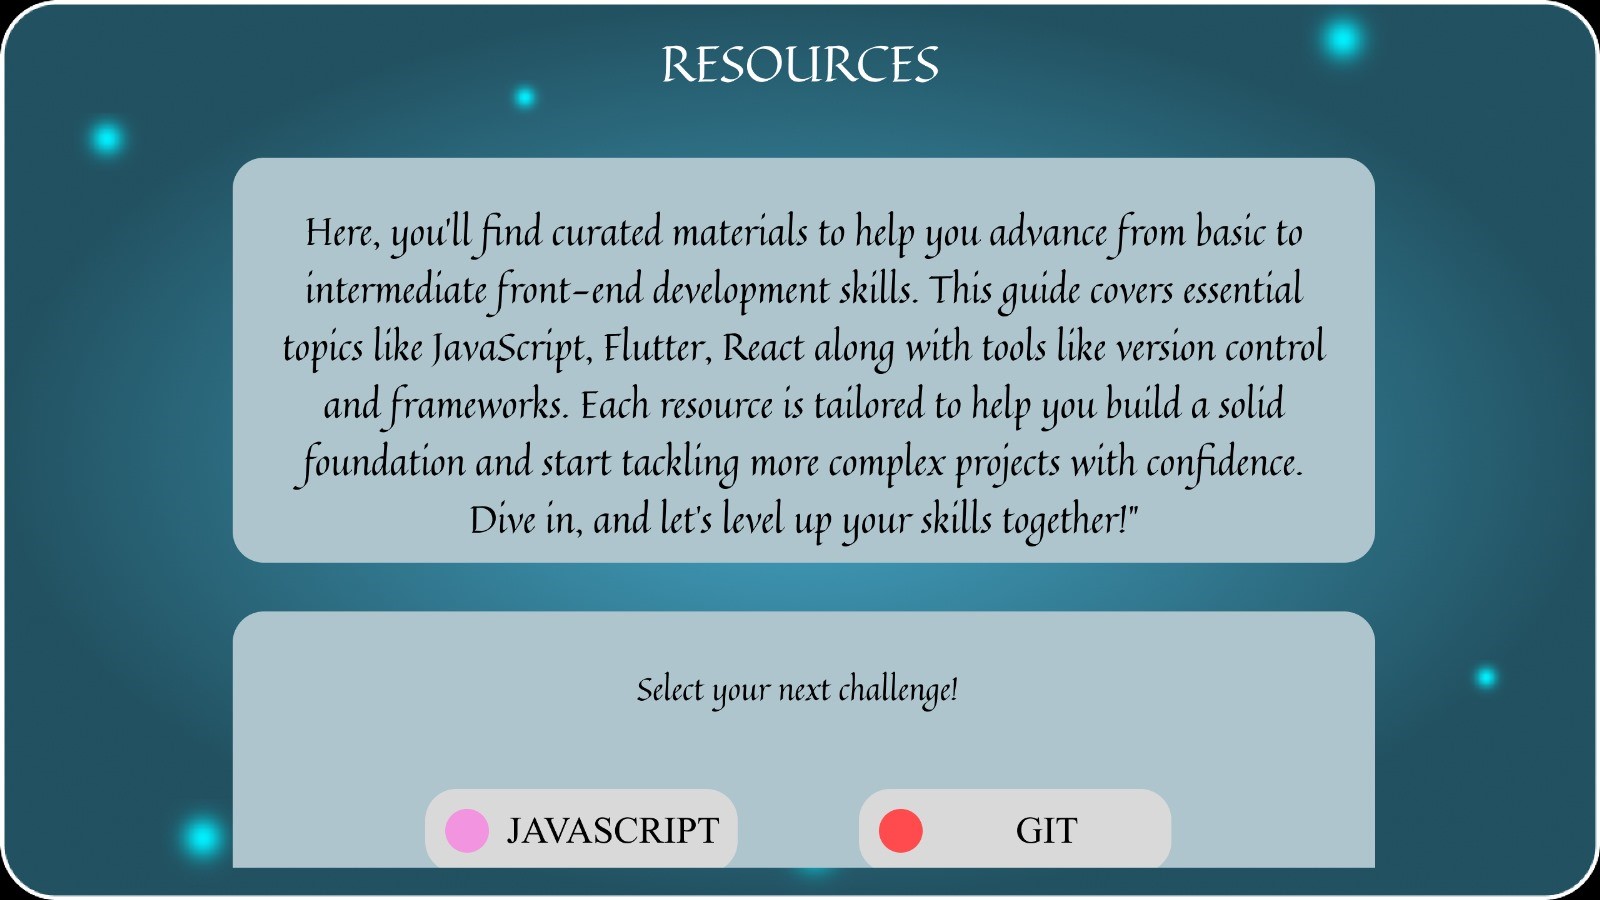 RESOURCES
Here, you'll find curated materials to help you advance from basic to
intermediate front-end development skills. This guide covers essential
topics like JavaScript, Flutter, React along with tools like version control
and frameworks. Each resource is tailored to help you build a solid
foundation and start tackling more complex projects with confidence.
Dive in, and let's level up your skills together!"
Select your next challenge!
JAVASCRIPT GIT